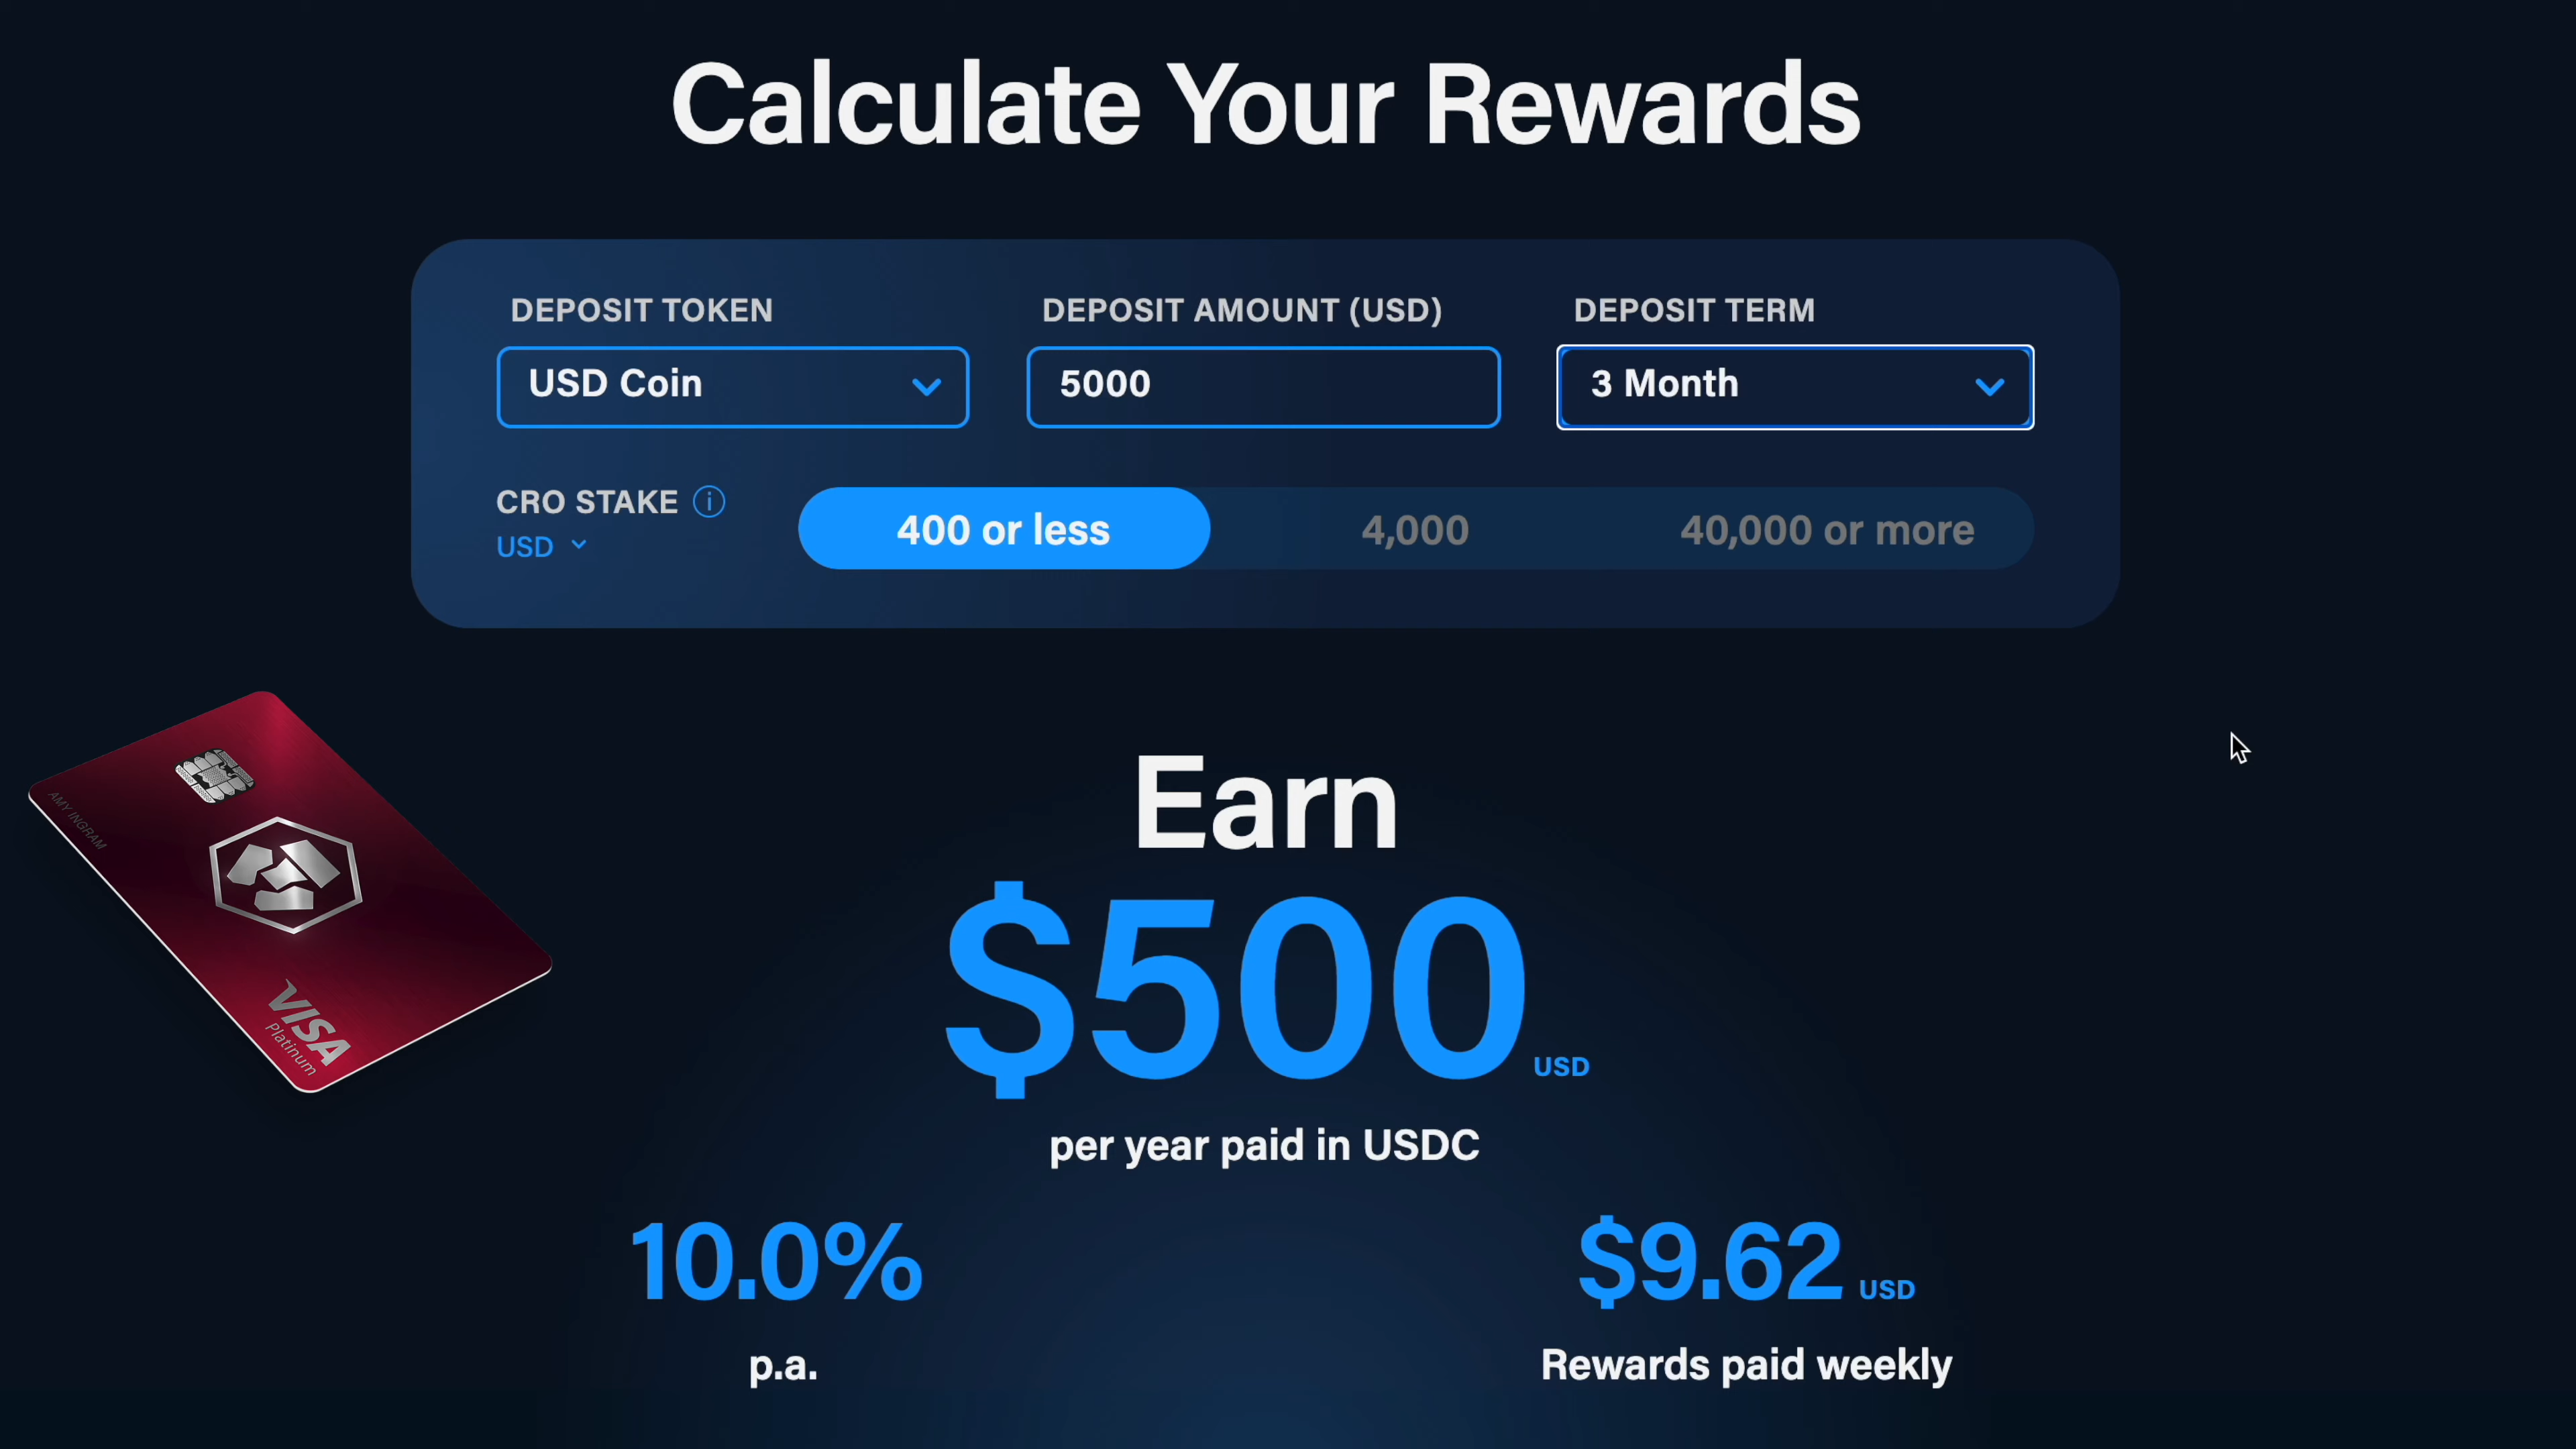 Calculate Your Rewards
DEPOSIT TOKEN
DEPOSIT AMOUNT (USD)
DEPOSIT TERM
USD Coin
5000
3 Month
CRO STAKE
USD
400 or less
4,000
40,000 or more
AMY INGRAM
VISA
Platinum
Earn
$500 USD
per year paid in USDC
10.0%
p.a.
$9.62 USD
Rewards paid weekly